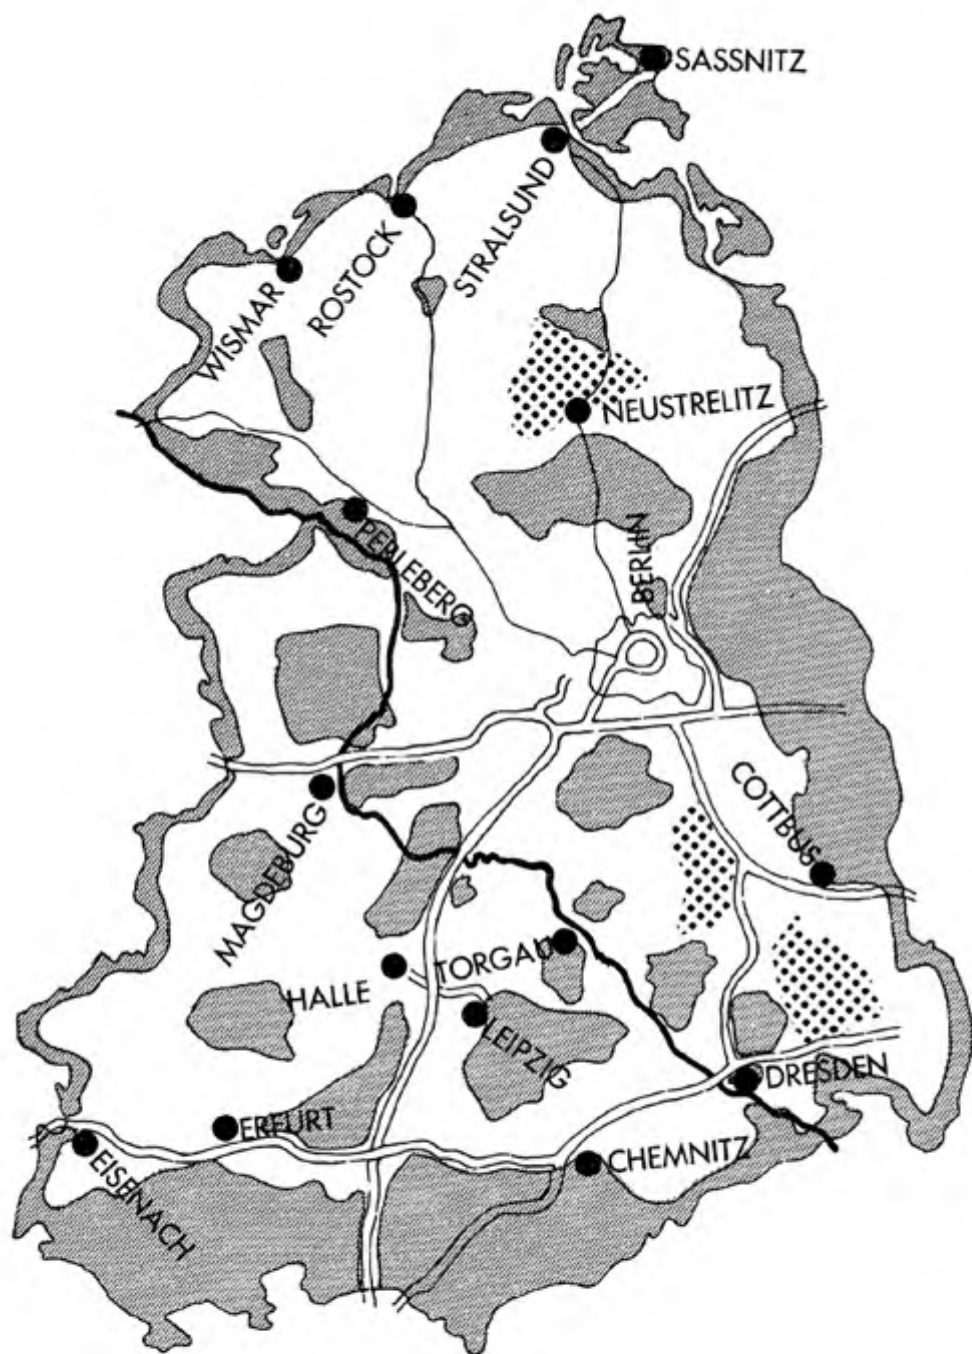 SASSNITZ
STRALSUND
ROSTOCK
WISMAR
NEUSTRELITZ
PERLEBERG
BERLIN
COTTBUS
MAGDEBURG
TORGAU
HALLE
LEIPZIG
DRESDEN
ERFURT
CHEMNITZ
EISENACH